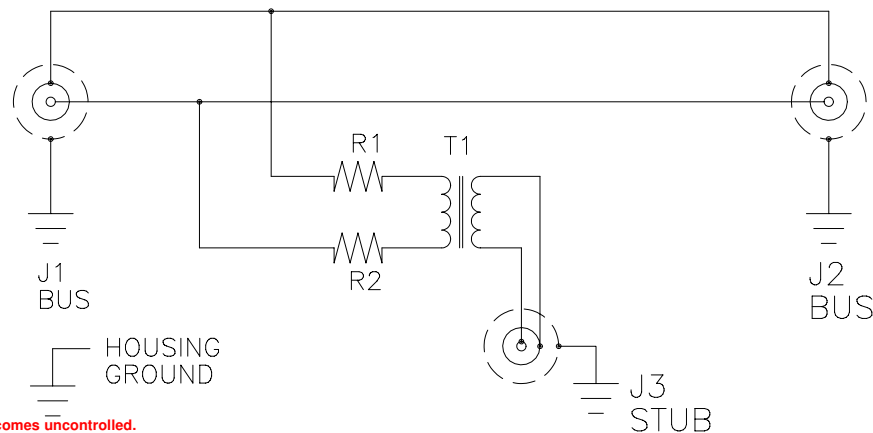 R1
T1
R2
J1
BUS
J2
BUS
HOUSING
GROUND
J3
STUB
comes uncontrolled.